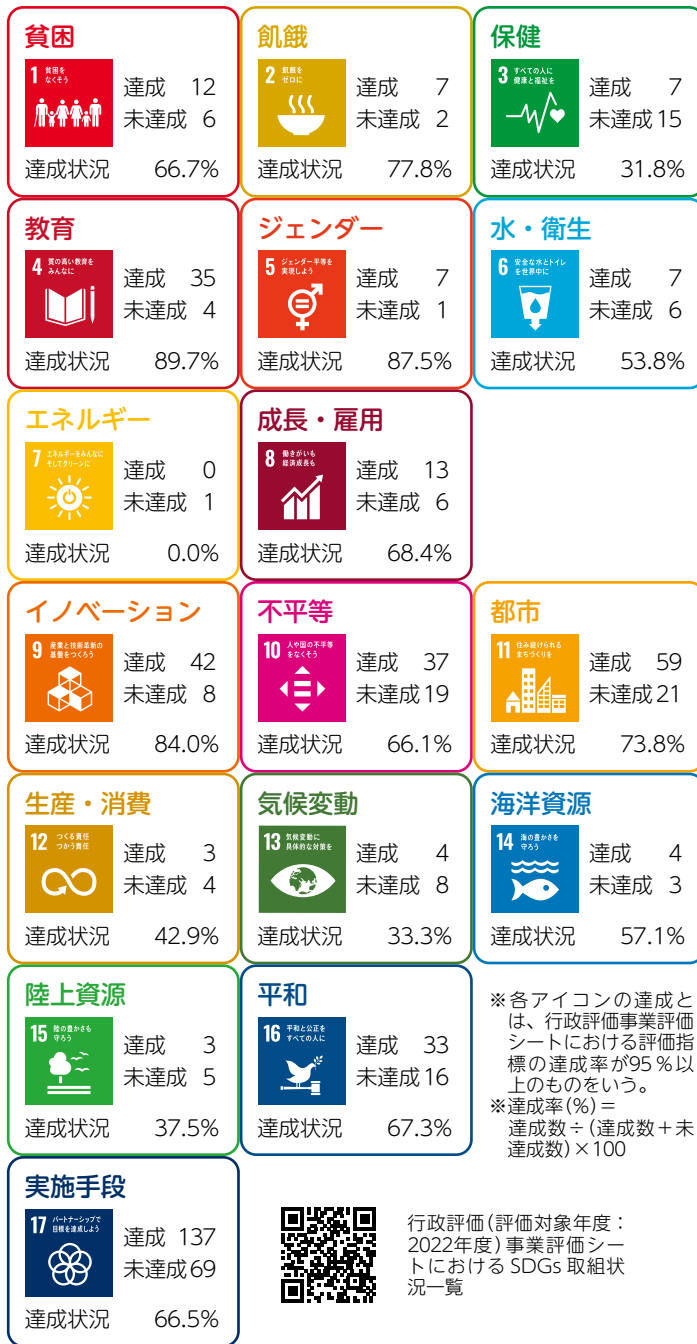 貧困
1 貧困を
なくそう
達成 12
未達成 6
達成状況 66.7%
飢餓
2 飢餓を
ゼロに
達成 7
未達成 2
達成状況 77.8%
保健
3 すべての人に
健康と福祉を
達成 7
未達成 15
達成状況 31.8%
教育
4 質の高い教育を
みんなに
達成 35
未達成 4
達成状況 89.7%
ジェンダー
5 ジェンダー平等を
実現しよう
達成 7
未達成 1
達成状況 87.5%
水・衛生
6 安全な水とトイレ
を世界中に
達成 7
未達成 6
達成状況 53.8%
エネルギー
7 エネルギーをみんなに
そしてクリーンに
達成 0
未達成 1
達成状況 0.0%
成長・雇用
8 働きがいも
経済成長も
達成 13
未達成 6
達成状況 68.4%
イノベーション
9 産業と技術革新の
基盤をつくろう
達成 42
未達成 8
達成状況 84.0%
不平等
10 人や国の不平等
をなくそう
達成 37
未達成 19
達成状況 66.1%
都市
11 住み続けられる
まちづくりを
達成 59
未達成 21
達成状況 73.8%
生産・消費
12 つくる責任
つかう責任
達成 3
未達成 4
達成状況 42.9%
気候変動
13 気候変動に
具体的な対策を
達成 4
未達成 8
達成状況 33.3%
海洋資源
14 海の豊かさを
守ろう
達成 4
未達成 3
達成状況 57.1%
陸上資源
15 陸の豊かさも
守ろう
達成 3
未達成 5
達成状況 37.5%
平和
16 平和と公正を
すべての人に
達成 33
未達成 16
達成状況 67.3%
※各アイコンの達成と
は、行政評価事業評価
シートにおける評価指
標の達成率が95%以
上のものをいう。
※達成率(%)＝
達成数÷(達成数＋未
達成数)×100
実施手段
17 パートナーシップで
目標を達成しよう
達成 137
未達成 69
達成状況 66.5%
行政評価(評価対象年度：
2022年度)事業評価シー
トにおけるSDGs取組状
況一覧